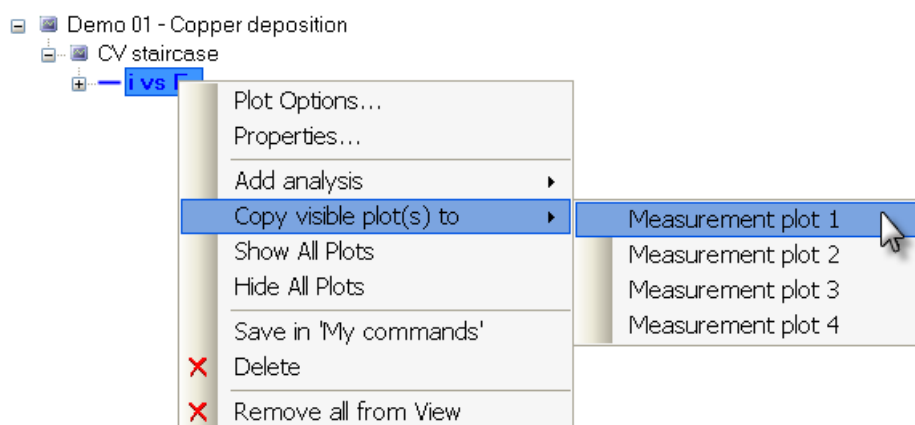 Demo 01 - Copper deposition
CV staircase
i vs
Plot Options...
Properties...
Add analysis
Copy visible plot(s) to
Measurement plot 1
Show All Plots
Measurement plot 2
Hide All Plots
Measurement plot 3
Save in 'My commands'
Measurement plot 4
Delete
Remove all from View